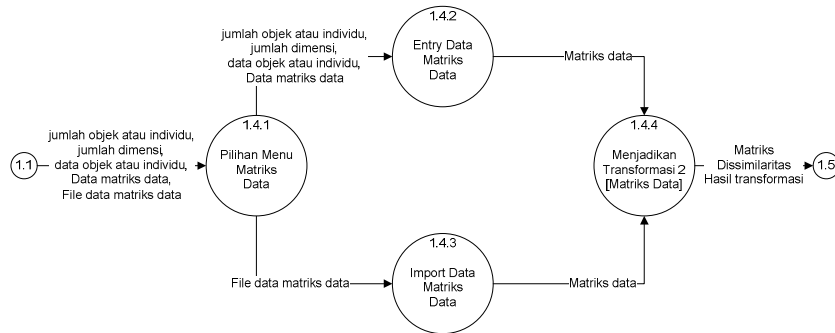 1.1
jumlah objek atau individu,
jumlah dimensi,
data objek atau individu,
Data matriks data,
File data matriks data
1.4.1
Pilihan Menu
Matriks
Data
jumlah objek atau individu,
jumlah dimensi,
data objek atau individu,
Data matriks data
1.4.2
Entry Data
Matriks
Data
Matriks data
File data matriks data
1.4.3
Import Data
Matriks
Data
Matriks data
1.4.4
Menjadikan
Transformasi 2
[Matriks Data]
Matriks
Dissimilaritas
Hasil transformasi
1.5